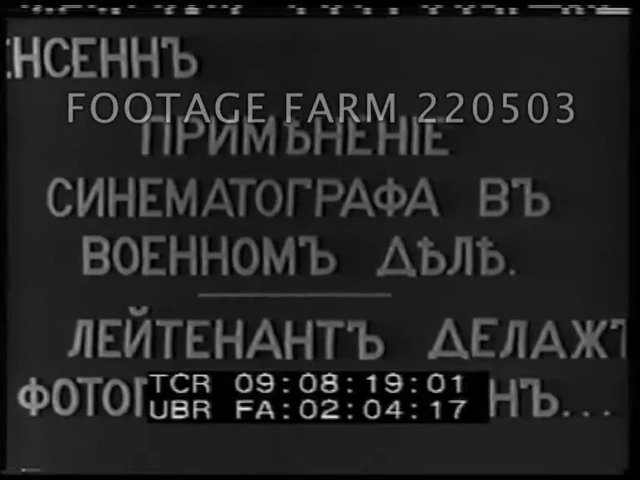 НСЕННЪ
FOOTAGE FARM 220503
ПРИМѢНЕНІЕ
СИНЕМАТОГРАФА ВЪ
ВОЕННОМЪ ДѢЛѢ.
ЛЕЙТЕНАНТЪ ДЕЛАЖЪ
TCR 09:08:19:01
UBR FA:02:04:17